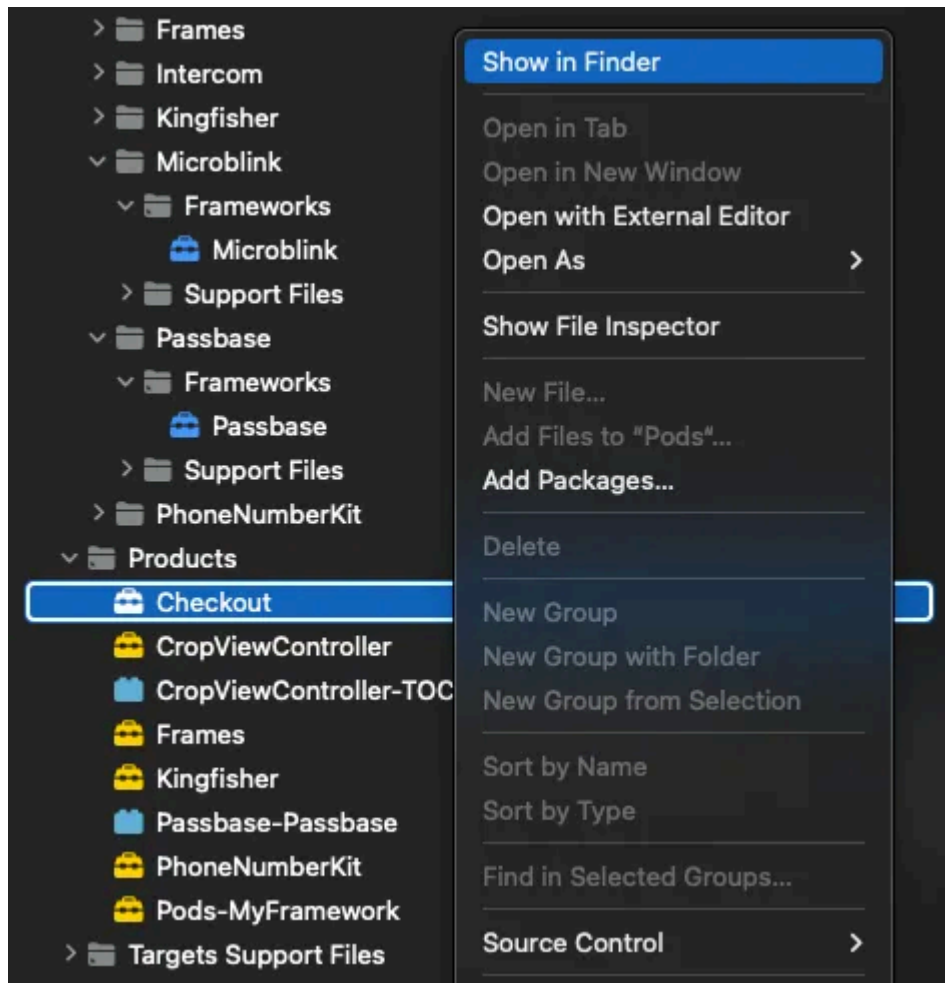 Frames
Intercom
Kingfisher
Microblink
Frameworks
Microblink
Support Files
Passbase
Frameworks
Passbase
Support Files
PhoneNumberKit
Products
Checkout
CropViewController
CropViewController-TOC
Frames
Kingfisher
Passbase-Passbase
PhoneNumberKit
Pods-MyFramework
Targets Support Files
Show in Finder
Open in Tab
Open in New Window
Open with External Editor
Open As
Show File Inspector
New File...
Add Files to “Pods“...
Add Packages...
Delete
New Group
New Group with Folder
New Group from Selection
Sort by Name
Sort by Type
Find in Selected Groups...
Source Control